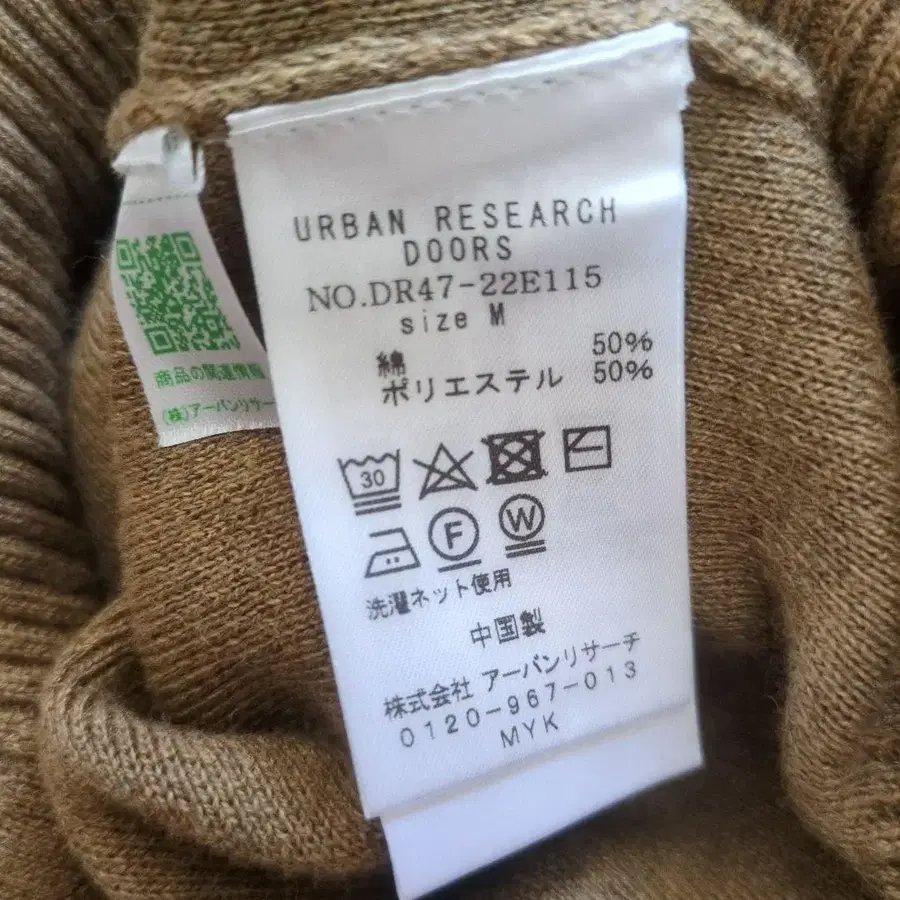 URBAN RESEARCH
DOORS
NO.DR47-22E115
size M
綿 50%
ポリエステル 50%
30
F W
洗濯ネット使用
中国製
株式会社 アーバンリサーチ
0120-967-013
MYK
商品の関連情報
(株)アーバンリサー